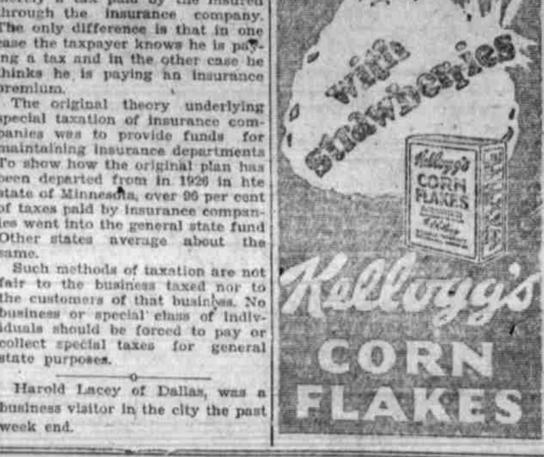 merely a tax paid by the insured
through the insurance company.
The only difference is that in one
case the taxpayer knows he is pay-
ing a tax and in the other case he
thinks he is paying an insurance
premium.
The original theory underlying
special taxation of insurance com-
panies was to provide funds for
maintaining insurance departments
To show how the original plan has
been departed from in 1926 in hte
state of Minnesota, over 96 per cent
of taxes paid by insurance compan-
ies went into the general state fund
Other states average about the
same.
Such methods of taxation are not
fair to the business taxed nor to
the customers of that business. No
business or special class of indiv-
iduals should be forced to pay or
collect special taxes for general
state purposes.
Harold Lacey of Dallas, was a
business visitor in the city the past
week end.
with
strawberries
Kellogg's
CORN
FLAKES
Kellogg's
CORN
FLAKES